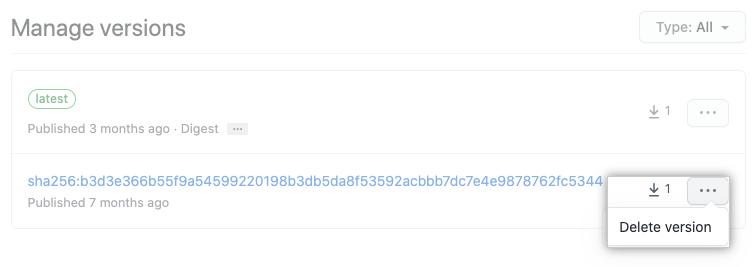 Manage versions
Type: All
latest
1
Published 3 months ago · Digest ...
sha256:b3d3e366b55f9a54599220198b3db5da8f53592acbbb7dc7e4e9878762fc5344
1
Published 7 months ago
Delete version